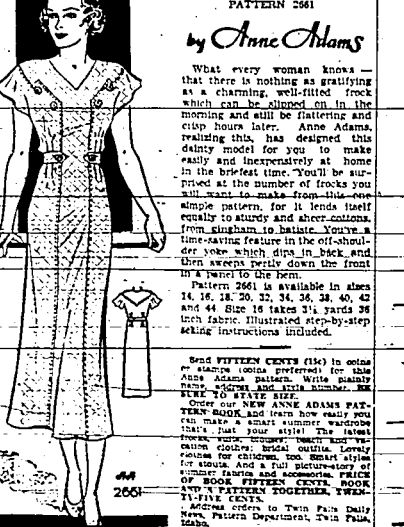 PATTERN 2661
by Anne Adams
What every woman knows —
that there is nothing as gratifying
as a charming, well-fitted frock
which can be slipped on in the
morning and still be flattering and
crisp hours later. Anne Adams,
realizing this, has designed this
dainty model for you to make
easily and inexpensively at home
in the briefest time. You'll be sur-
prised at the number of frocks you
will want to make from this one
simple pattern, for it lends itself
equally to sturdy and sheer cottons,
from gingham to batiste. You've a
time-saving feature in the off-shoul-
der yoke which dips in back and
then sweeps pertly down the front
in a panel to the hem.
Pattern 2661 is available in sizes
14, 16, 18, 20, 32, 34, 36, 38, 40, 42
and 44. Size 16 takes 3½ yards 36
inch fabric. Illustrated step-by-step
sewing instructions included.
Send FIFTEEN CENTS (15c) in coins
or stamps (coins preferred) for this
Anne Adams pattern. Write plainly
name, address and style number. BE
SURE TO STATE SIZE.
Order our NEW ANNE ADAMS PAT-
TERN BOOK and learn how easily you
can make a smart summer wardrobe
that's just your style! The latest
frocks, suits, blouses; beach and va-
cation clothes; bridal outfits. Lovely
clothes for children, too. Smart styles
for stouts. And a full picture-story of
summer fabrics and accessories. PRICE
OF BOOK FIFTEEN CENTS. BOOK
AND A PATTERN TOGETHER, TWEN-
TY-FIVE CENTS.
Address orders to Twin Falls Daily
News, Pattern Department, Twin Falls,
Idaho.
AA
2661